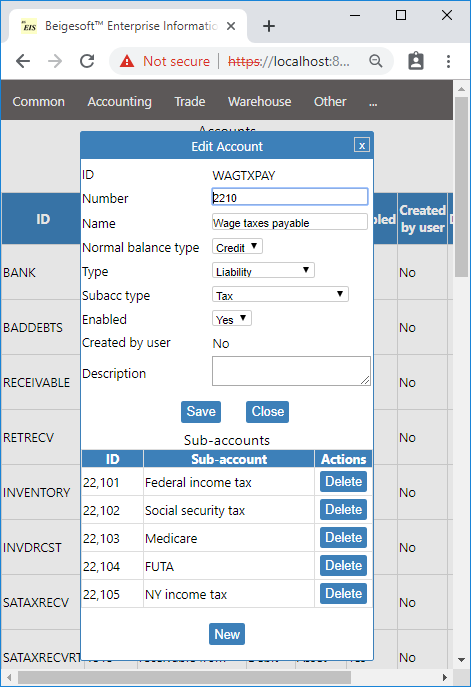 Beigesoft™ Enterprise Informatio
Not secure https://localhost:8...
Common Accounting Trade Warehouse Other ...
Accounts
Edit Account x
ID WAGTXPAY
Number 2210
Name Wage taxes payable
Normal balance type Credit
Type Liability
Subacc type Tax
Enabled Yes
Created by user No
Description
Save Close
Sub-accounts
ID Sub-account Actions
22,101 Federal income tax Delete
22,102 Social security tax Delete
22,103 Medicare Delete
22,104 FUTA Delete
22,105 NY income tax Delete
New
ID Created by user
BANK No
BADDEBTS No
RECEIVABLE No
RETRECV No
INVENTORY No
INVDRCST No
SATAXRECV No
SATAXRECVRT No